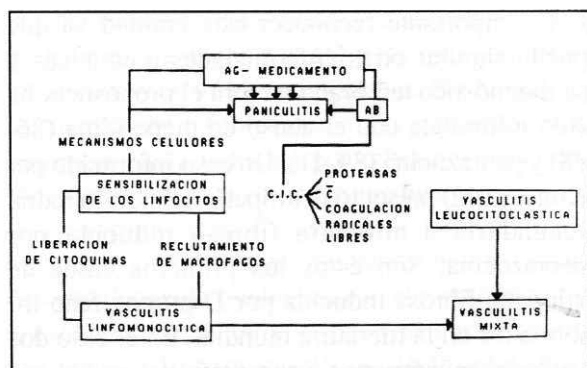 AG- MEDICAMENTO
PANICULITIS
AB
MECANISMOS CELULORES
SENSIBILIZACION
DE LOS LINFOCITOS
C.I.C.
PROTEASAS
C̄
COAGULACION
RADICALES
LIBRES
VASCULITIS
LEUCOCITOCLASTICA
LIBERACION
DE CITOQUINAS
RECLUTAMIENTO
DE MACROFAGOS
VASCULITIS
LINFOMONOCITICA
VASCULILTIS
MIXTA